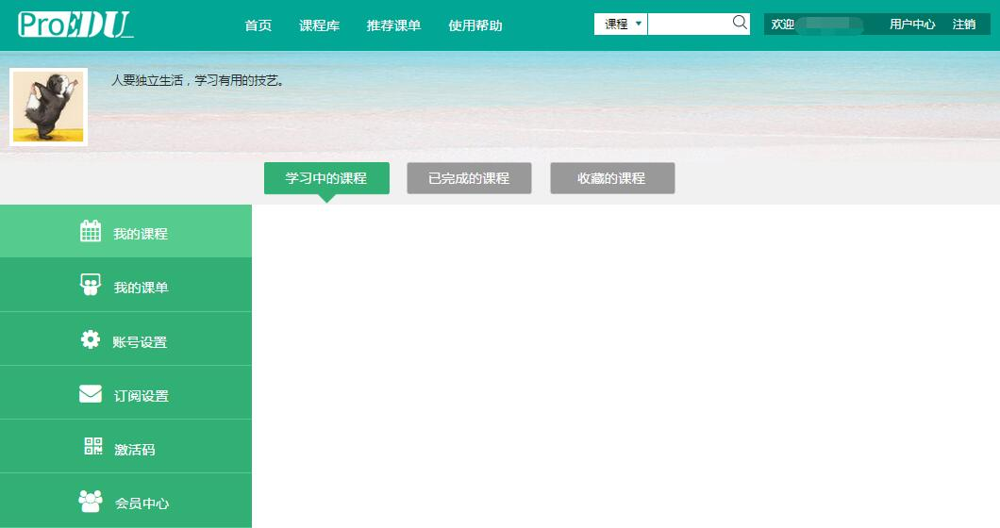 ProEDU_
首页 课程库 推荐课单 使用帮助
课程
欢迎 用户中心 注销
人要独立生活，学习有用的技艺。
学习中的课程 已完成的课程 收藏的课程
我的课程
我的课单
账号设置
订阅设置
激活码
会员中心